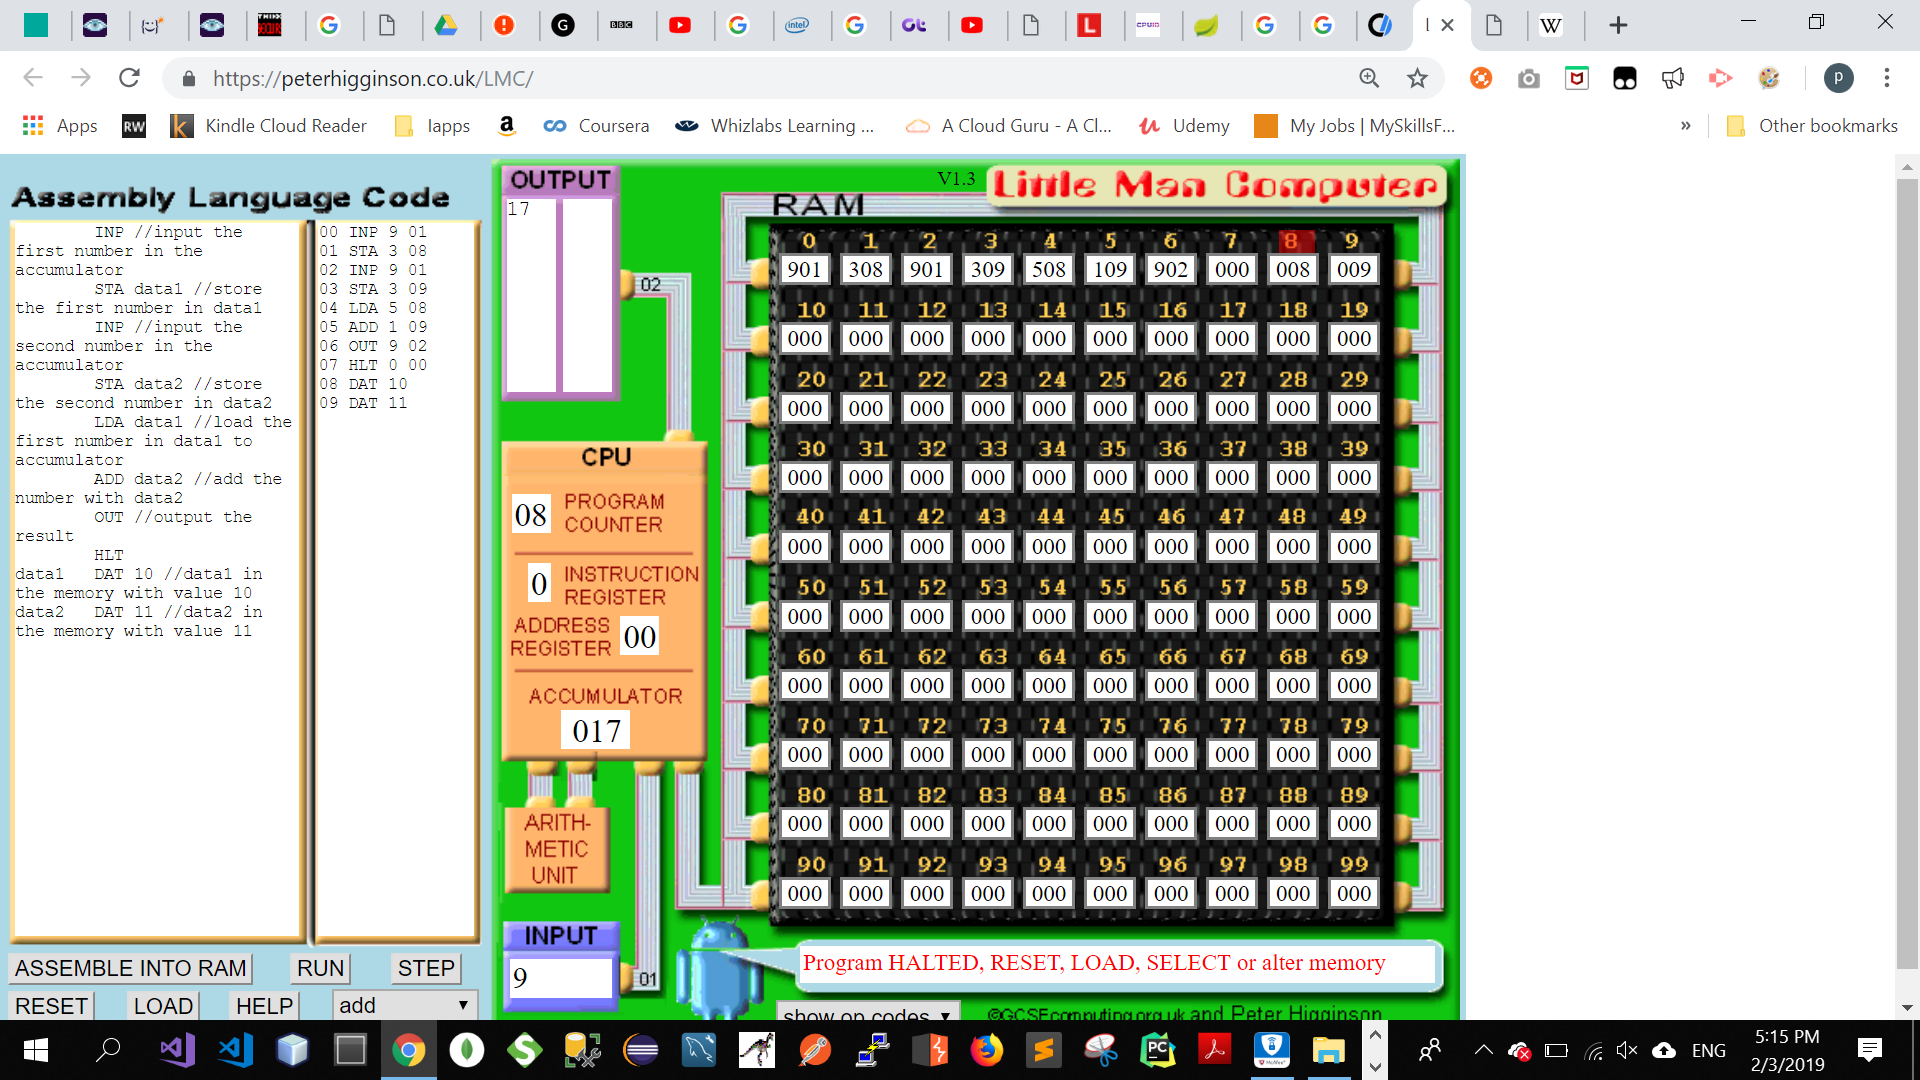 https://peterhigginson.co.uk/LMC/
P
Apps
RW
Kindle Cloud Reader
lapps
Coursera
Whizlabs Learning ...
A Cloud Guru - A Cl...
Udemy
My Jobs | MySkillsF...
»
Other bookmarks
Assembly Language Code
INP //input the
first number in the
accumulator
STA data1 //store
the first number in data1
INP //input the
second number in the
accumulator
STA data2 //store
the second number in data2
LDA data1 //load the
first number in data1 to
accumulator
ADD data2 //add the
number with data2
OUT //output the
result
HLT
data1 DAT 10 //data1 in
the memory with value 10
data2 DAT 11 //data2 in
the memory with value 11
00 INP 9 01
01 STA 3 08
02 INP 9 01
03 STA 3 09
04 LDA 5 08
05 ADD 1 09
06 OUT 9 02
07 HLT 0 00
08 DAT 10
09 DAT 11
ASSEMBLE INTO RAM
RUN
STEP
RESET
LOAD
HELP
add
OUTPUT
17
02
CPU
08 PROGRAM COUNTER
0 INSTRUCTION REGISTER
ADDRESS REGISTER 00
ACCUMULATOR
017
ARITH-
METIC
UNIT
INPUT
9
01
V1.3
Little Man Computer
RAM
0 1 2 3 4 5 6 7 8 9
901 308 901 309 508 109 902 000 008 009
10 11 12 13 14 15 16 17 18 19
000 000 000 000 000 000 000 000 000 000
20 21 22 23 24 25 26 27 28 29
000 000 000 000 000 000 000 000 000 000
30 31 32 33 34 35 36 37 38 39
000 000 000 000 000 000 000 000 000 000
40 41 42 43 44 45 46 47 48 49
000 000 000 000 000 000 000 000 000 000
50 51 52 53 54 55 56 57 58 59
000 000 000 000 000 000 000 000 000 000
60 61 62 63 64 65 66 67 68 69
000 000 000 000 000 000 000 000 000 000
70 71 72 73 74 75 76 77 78 79
000 000 000 000 000 000 000 000 000 000
80 81 82 83 84 85 86 87 88 89
000 000 000 000 000 000 000 000 000 000
90 91 92 93 94 95 96 97 98 99
000 000 000 000 000 000 000 000 000 000
Program HALTED, RESET, LOAD, SELECT or alter memory
show op codes
©GCSEcomputing.org.uk and Peter Higginson
ENG
5:15 PM
2/3/2019